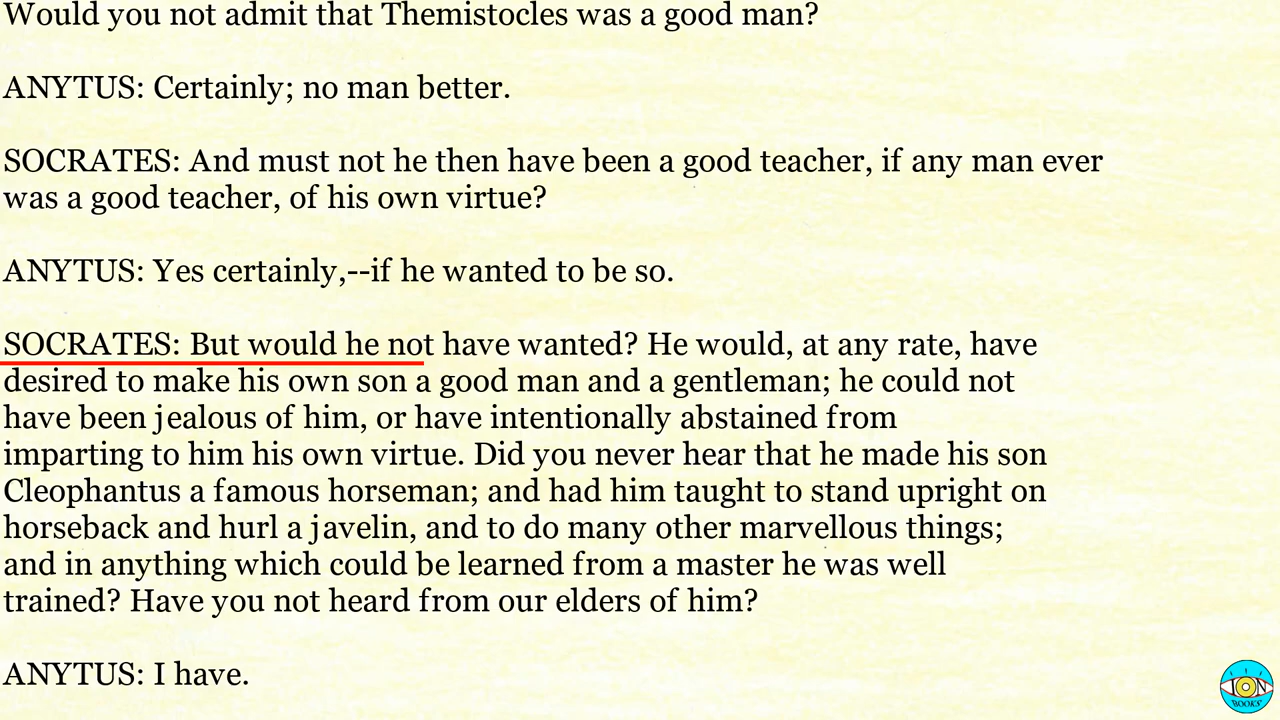 Would you not admit that Themistocles was a good man?
ANYTUS: Certainly; no man better.
SOCRATES: And must not he then have been a good teacher, if any man ever
was a good teacher, of his own virtue?
ANYTUS: Yes certainly,--if he wanted to be so.
SOCRATES: But would he not have wanted? He would, at any rate, have
desired to make his own son a good man and a gentleman; he could not
have been jealous of him, or have intentionally abstained from
imparting to him his own virtue. Did you never hear that he made his son
Cleophantus a famous horseman; and had him taught to stand upright on
horseback and hurl a javelin, and to do many other marvellous things;
and in anything which could be learned from a master he was well
trained? Have you not heard from our elders of him?
ANYTUS: I have.
ION
BOOKS